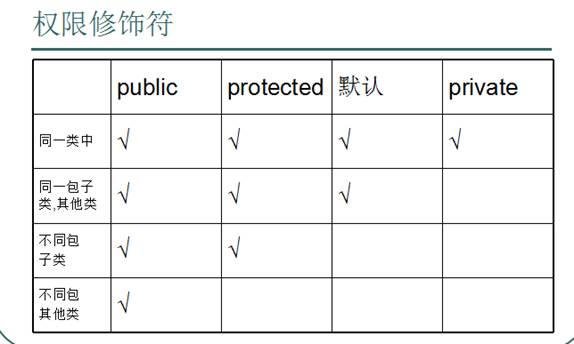 权限修饰符
public protected 默认 private
同一类中 √ √ √ √
同一包子
类,其他类 √ √ √
不同包
子类 √ √
不同包
其他类 √